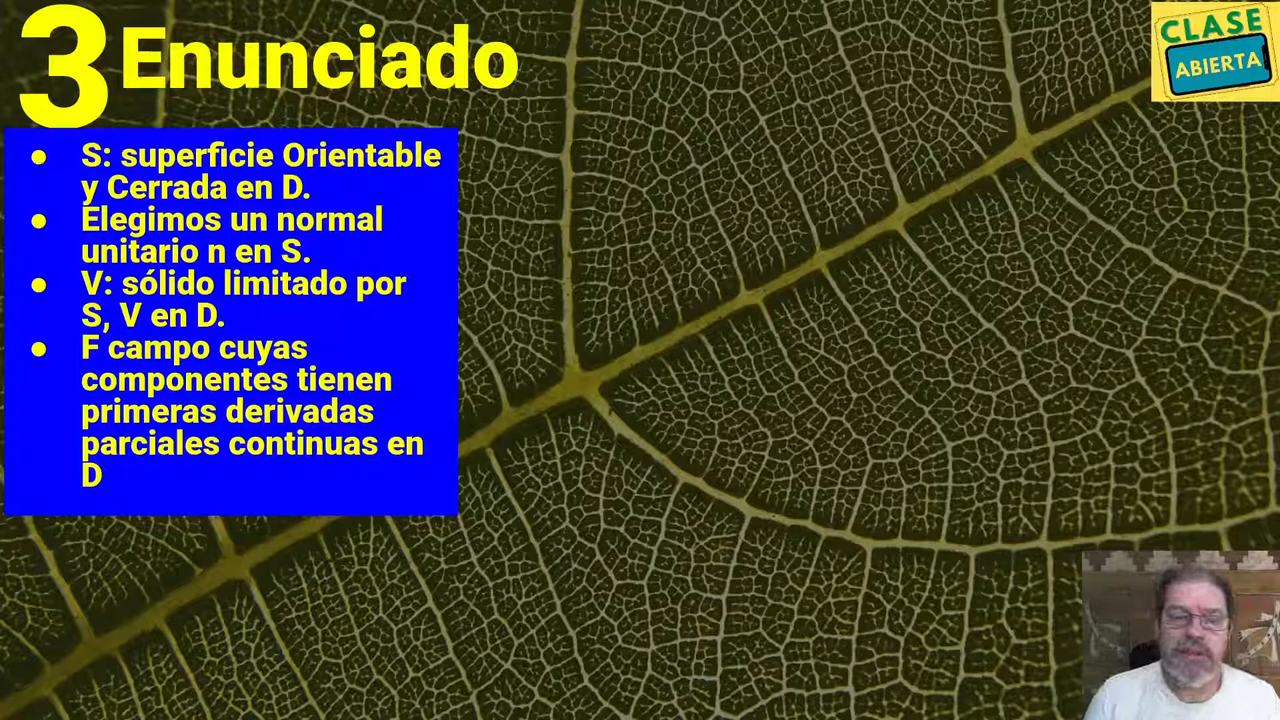 3 Enunciado
CLASE
ABIERTA
● S: superficie Orientable
y Cerrada en D.
● Elegimos un normal
unitario n en S.
● V: sólido limitado por
S, V en D.
● F campo cuyas
componentes tienen
primeras derivadas
parciales continuas en
D